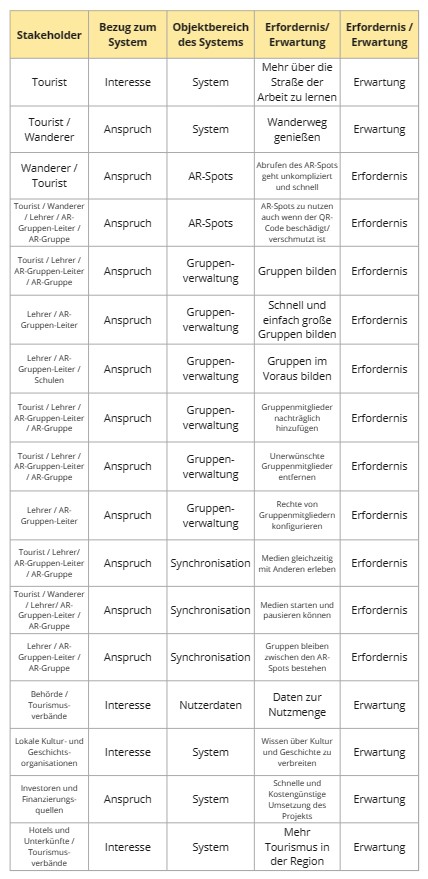 Stakeholder
Bezug zum
System
Objektbereich
des Systems
Erfordernis/
Erwartung
Erfordernis /
Erwartung
Tourist
Interesse
System
Mehr über die
Straße der
Arbeit zu lernen
Erwartung
Tourist /
Wanderer
Anspruch
System
Wanderweg
genießen
Erwartung
Wanderer /
Tourist
Anspruch
AR-Spots
Abrufen des AR-Spots
geht unkompliziert
und schnell
Erfordernis
Tourist / Wanderer
/ Lehrer / AR-
Gruppen-Leiter /
AR-Gruppe
Anspruch
AR-Spots
AR-Spots zu nutzen
auch wenn der QR-
Code beschädigt/
verschmutzt ist
Erfordernis
Tourist / Lehrer /
AR-Gruppen-Leiter
/ AR-Gruppe
Anspruch
Gruppen-
verwaltung
Gruppen bilden
Erfordernis
Lehrer / AR-
Gruppen-Leiter
Anspruch
Gruppen-
verwaltung
Schnell und
einfach große
Gruppen bilden
Erfordernis
Lehrer / AR-
Gruppen-Leiter /
Schulen
Anspruch
Gruppen-
verwaltung
Gruppen im
Voraus bilden
Erfordernis
Tourist / Lehrer /
AR-Gruppen-Leiter
/ AR-Gruppe
Anspruch
Gruppen-
verwaltung
Gruppenmitglieder
nachträglich
hinzufügen
Erfordernis
Tourist / Lehrer /
AR-Gruppen-Leiter
/ AR-Gruppe
Anspruch
Gruppen-
verwaltung
Unerwünschte
Gruppenmitglieder
entfernen
Erfordernis
Lehrer / AR-
Gruppen-Leiter
Anspruch
Gruppen-
verwaltung
Rechte von
Gruppenmitgliedern
konfigurieren
Erfordernis
Tourist / Lehrer/
AR-Gruppen-Leiter
/ AR-Gruppe
Anspruch
Synchronisation
Medien gleichzeitig
mit Anderen erleben
Erfordernis
Tourist / Wanderer
/ Lehrer/ AR-
Gruppen-Leiter /
AR-Gruppe
Anspruch
Synchronisation
Medien starten und
pausieren können
Erfordernis
Lehrer / AR-
Gruppen-Leiter /
AR-Gruppe
Anspruch
Synchronisation
Gruppen bleiben
zwischen den AR-
Spots bestehen
Erfordernis
Behörde /
Tourismus-
verbände
Interesse
Nutzerdaten
Daten zur
Nutzmenge
Erwartung
Lokale Kultur- und
Geschichts-
organisationen
Interesse
System
Wissen über Kultur
und Geschichte zu
verbreiten
Erwartung
Investoren und
Finanzierungs-
quellen
Anspruch
System
Schnelle und
Kostengünstige
Umsetzung des
Projekts
Erwartung
Hotels und
Unterkünfte /
Tourismus-
verbände
Interesse
System
Mehr
Tourismus in
der Region
Erwartung